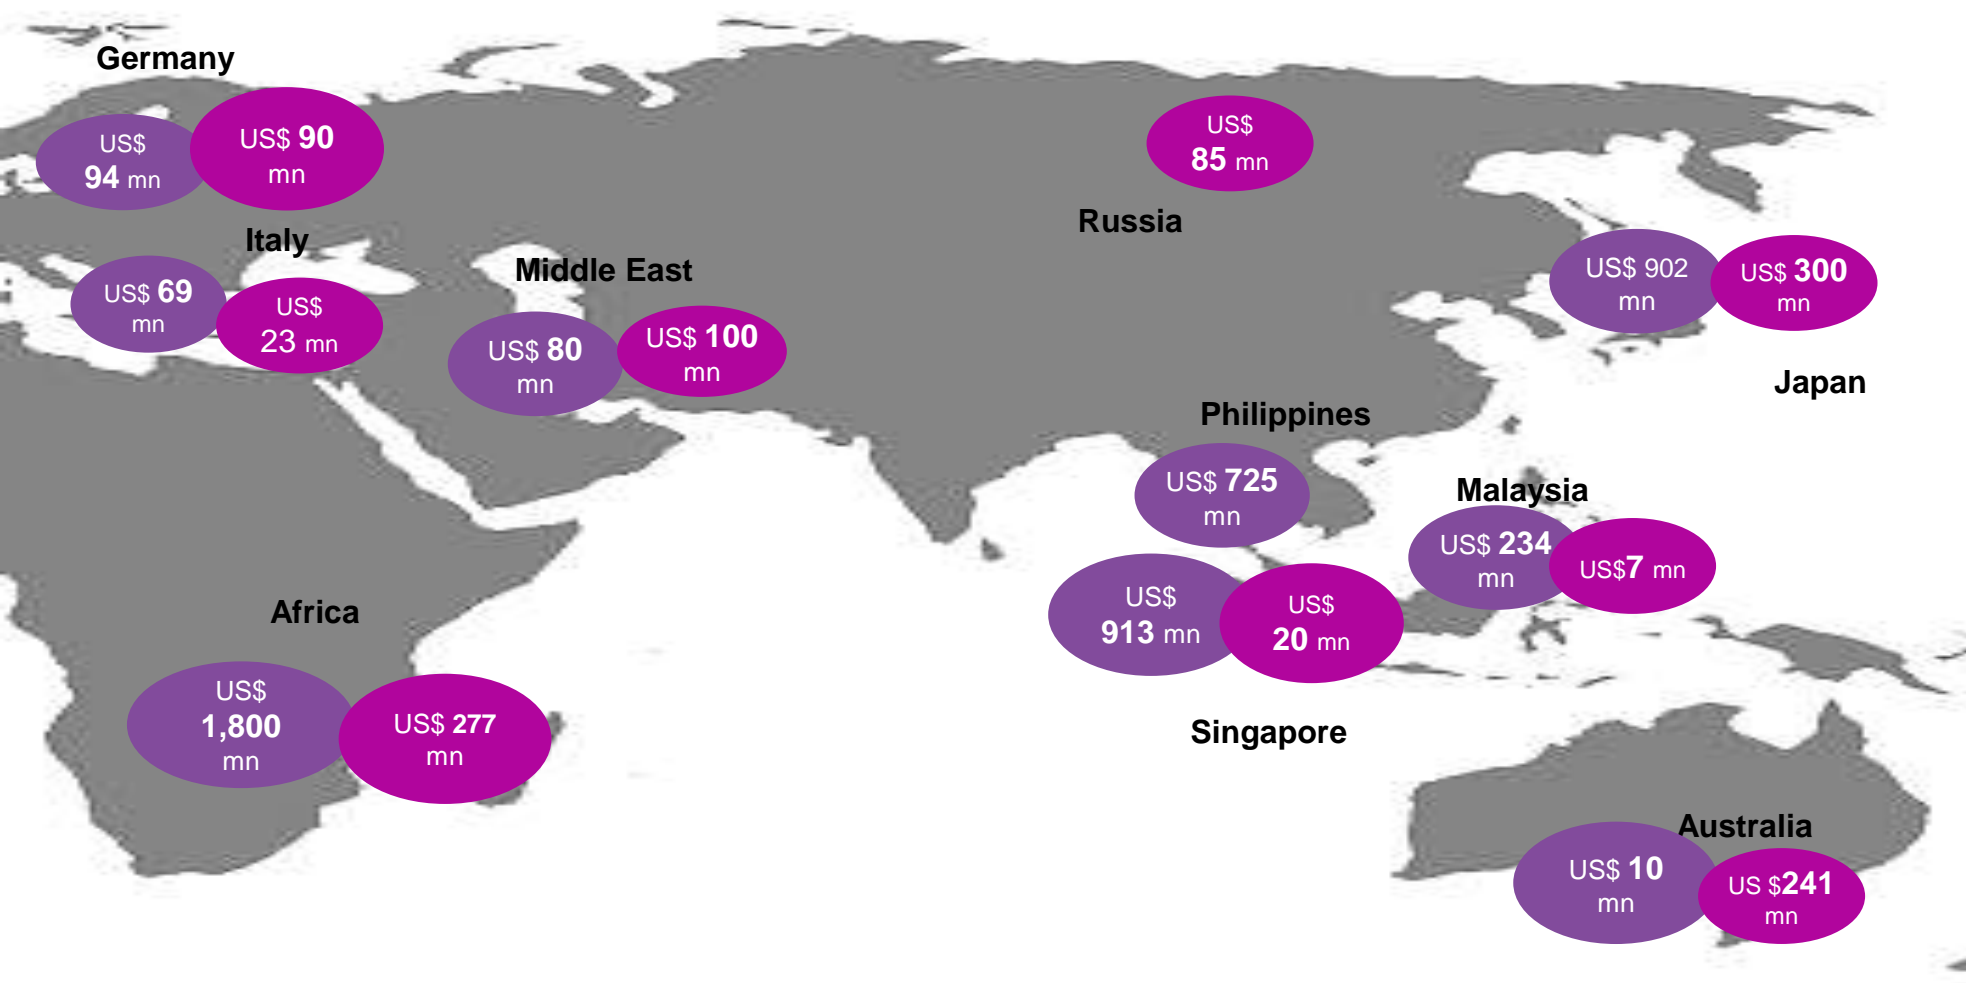 Germany
US$
94 mn
US$ 90
mn
US$
85 mn
Russia
Italy
US$ 69
mn
US$
23 mn
Middle East
US$ 80
mn
US$ 100
mn
US$ 902
mn
US$ 300
mn
Japan
Philippines
US$ 725
mn
Malaysia
US$ 234
mn
US$7 mn
US$
913 mn
US$
20 mn
Singapore
Africa
US$
1,800
mn
US$ 277
mn
Australia
US$ 10
mn
US $241
mn